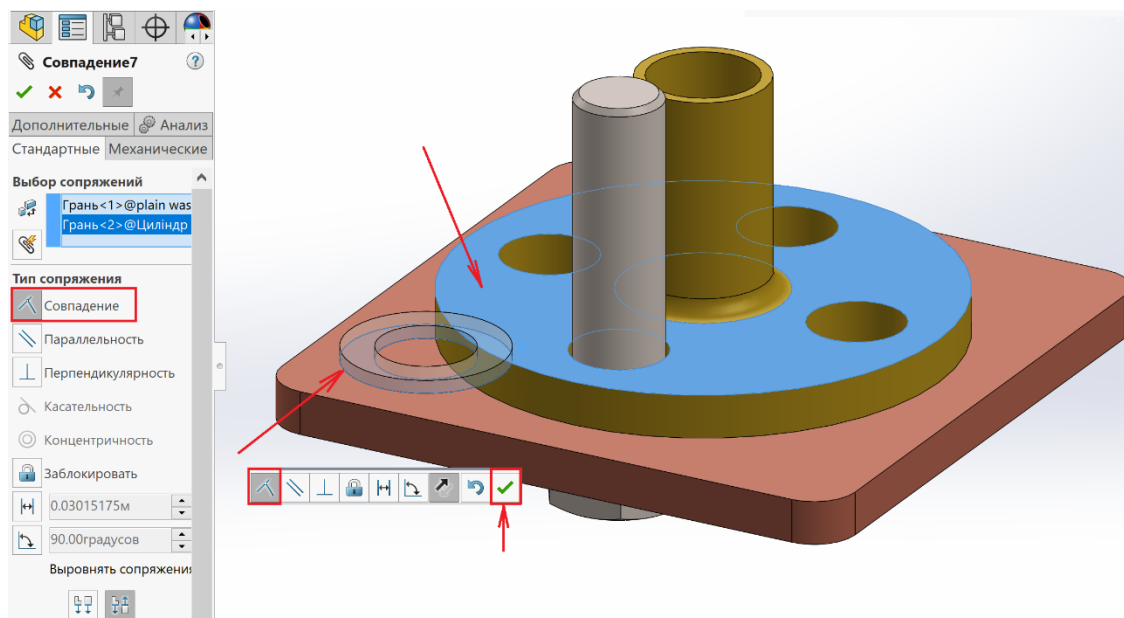 Совпадение7
?
Дополнительные Анализ
Стандартные Механические
Выбор сопряжений
Грань<1>@plain was
Грань<2>@Циліндр
Тип сопряжения
Совпадение
Параллельность
Перпендикулярность
Касательность
Концентричность
Заблокировать
0.03015175м
90.00градусов
Выровнять сопряжения